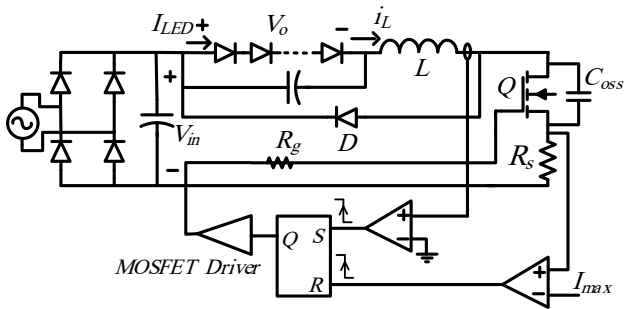 I_LED + V_o - i_L
L
Q C_oss
+ V_in -
D
R_g
R_s
MOSFET Driver
Q S R
+ -
+ - I_max